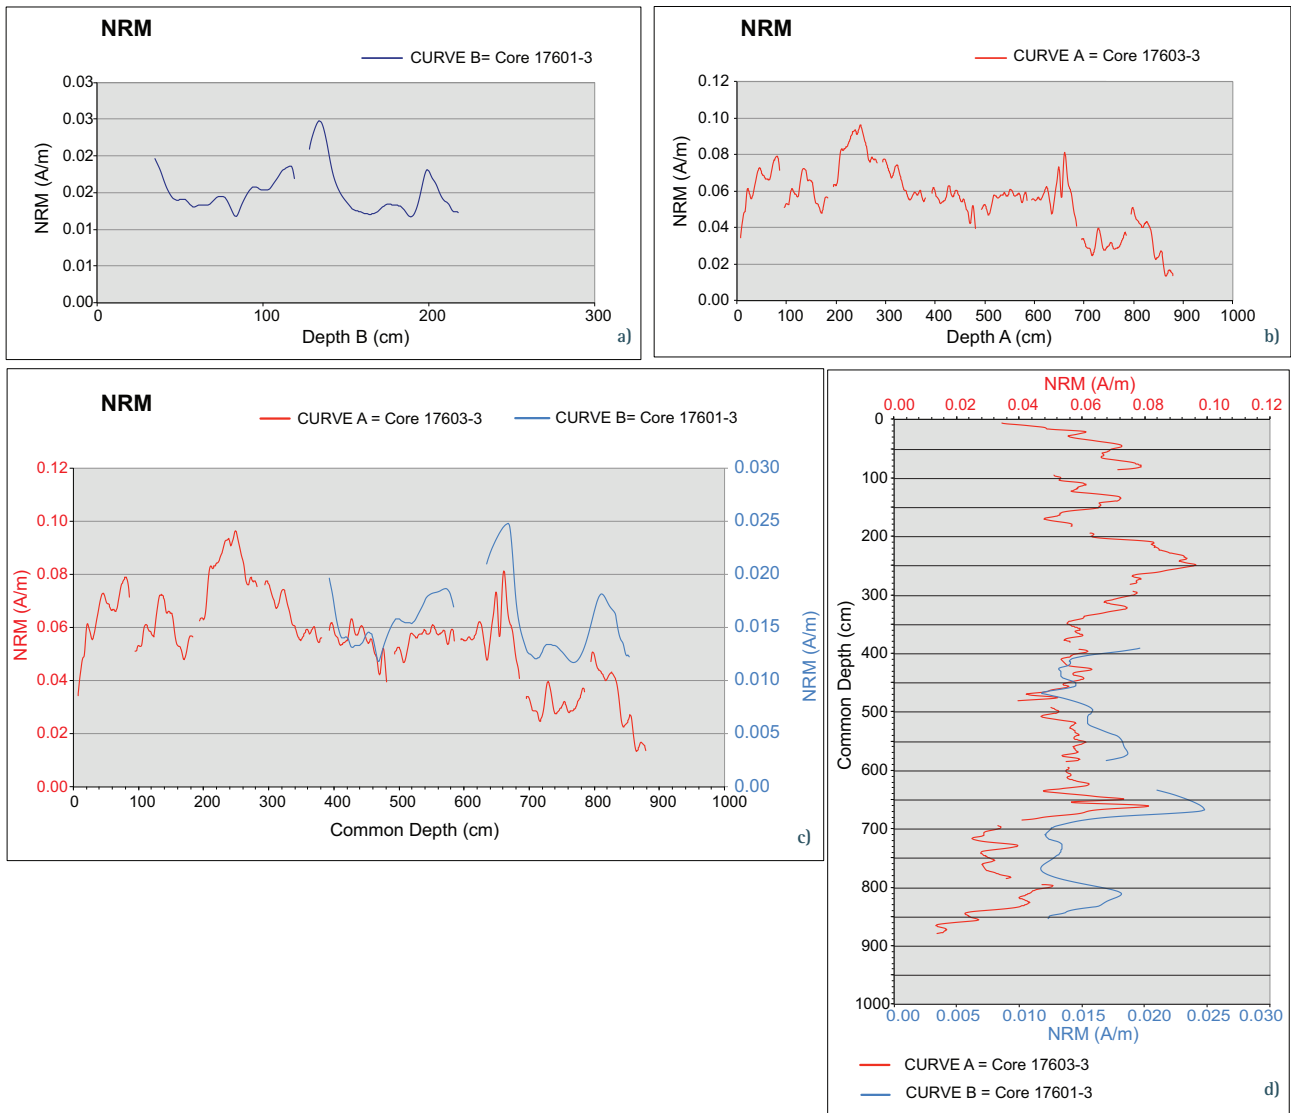 NRM
CURVE B= Core 17601-3
0.03
0.03
0.02
0.02
0.01
0.01
0.00
NRM (A/m)
0 100 200 300
Depth B (cm)
a)
NRM
CURVE A = Core 17603-3
0.12
0.10
0.08
0.06
0.04
0.02
0.00
NRM (A/m)
0 100 200 300 400 500 600 700 800 900 1000
Depth A (cm)
b)
NRM
CURVE A = Core 17603-3 CURVE B= Core 17601-3
0.12 0.030
0.10 0.025
0.08 0.020
0.06 0.015
0.04 0.010
0.02 0.005
0.00 0.00
NRM (A/m)
NRM (A/m)
0 100 200 300 400 500 600 700 800 900 1000
Common Depth (cm)
c)
NRM (A/m)
0.00 0.02 0.04 0.06 0.08 0.10 0.12
0
100
200
300
400
500
600
700
800
900
1000
Common Depth (cm)
0.00 0.005 0.010 0.015 0.020 0.025 0.030
NRM (A/m)
CURVE A = Core 17603-3
CURVE B = Core 17601-3
d)